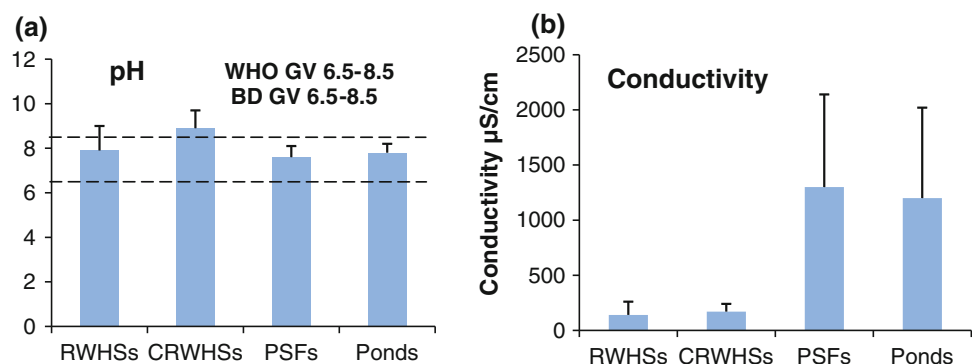 (a)
pH
WHO GV 6.5-8.5
BD GV 6.5-8.5
12
10
8
6
4
2
0
RWHSs CRWHSs PSFs Ponds
(b)
Conductivity
Conductivity µS/cm
2500
2000
1500
1000
500
0
RWHSs CRWHSs PSFs Ponds